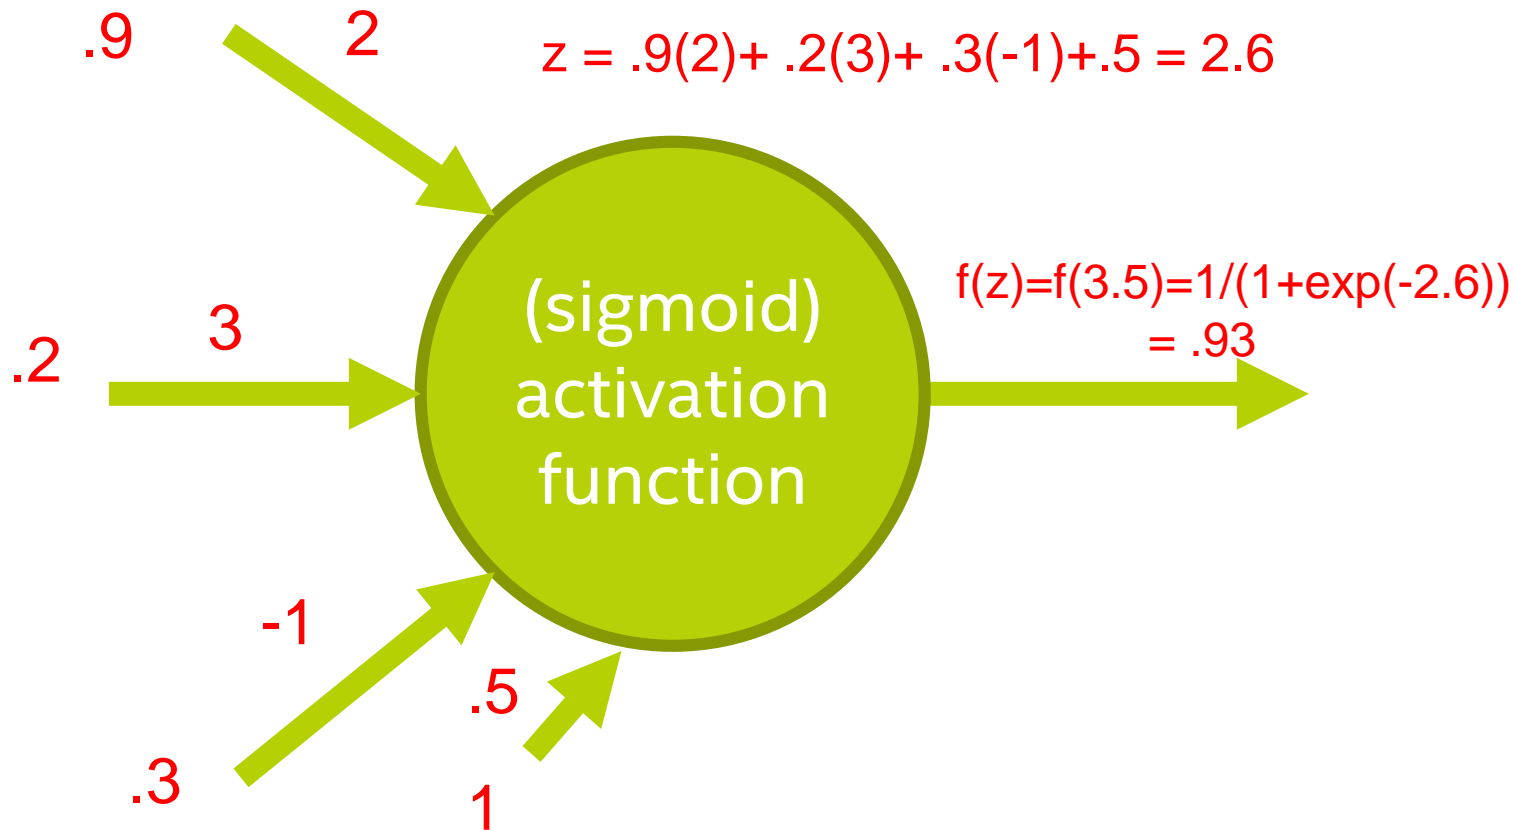 .9
2
z = .9(2)+ .2(3)+ .3(-1)+.5 = 2.6
(sigmoid)
activation
function
f(z)=f(3.5)=1/(1+exp(-2.6))
= .93
.2
3
-1
.3
.5
1